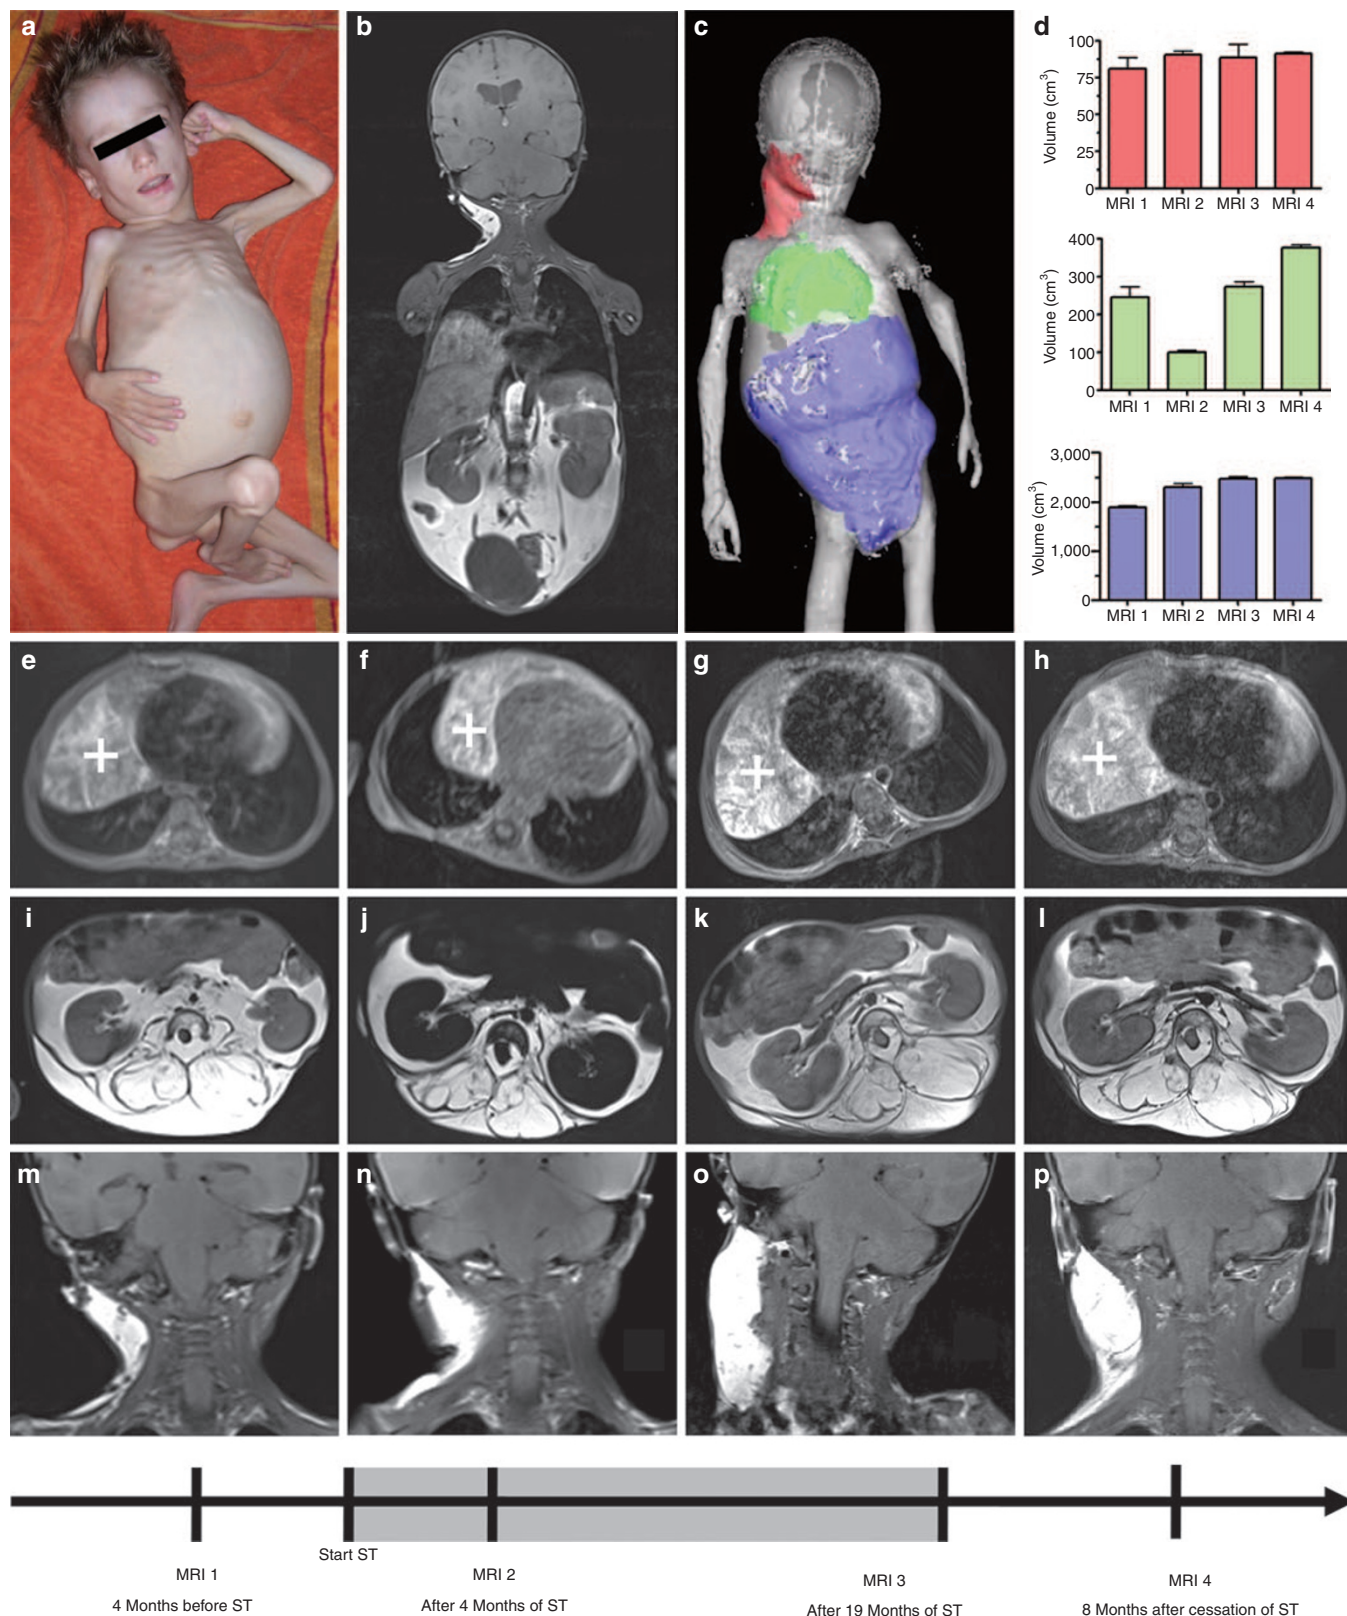 a
b
c
d
Volume (cm3)
100
75
50
25
0
MRI 1 MRI 2 MRI 3 MRI 4
Volume (cm3)
400
300
200
100
0
MRI 1 MRI 2 MRI 3 MRI 4
Volume (cm3)
3,000
2,000
1,000
0
MRI 1 MRI 2 MRI 3 MRI 4
e
f
g
h
i
j
k
l
m
n
o
p
Start ST
MRI 1
4 Months before ST
MRI 2
After 4 Months of ST
MRI 3
After 19 Months of ST
MRI 4
8 Months after cessation of ST